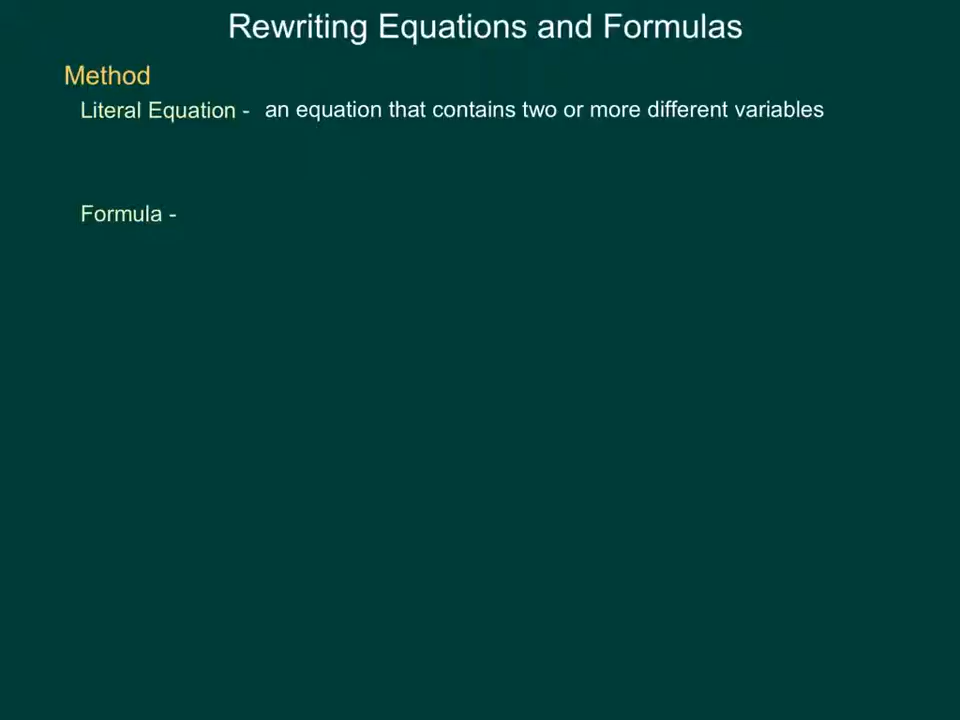 Rewriting Equations and Formulas
Method
Literal Equation - an equation that contains two or more different variables
Formula -